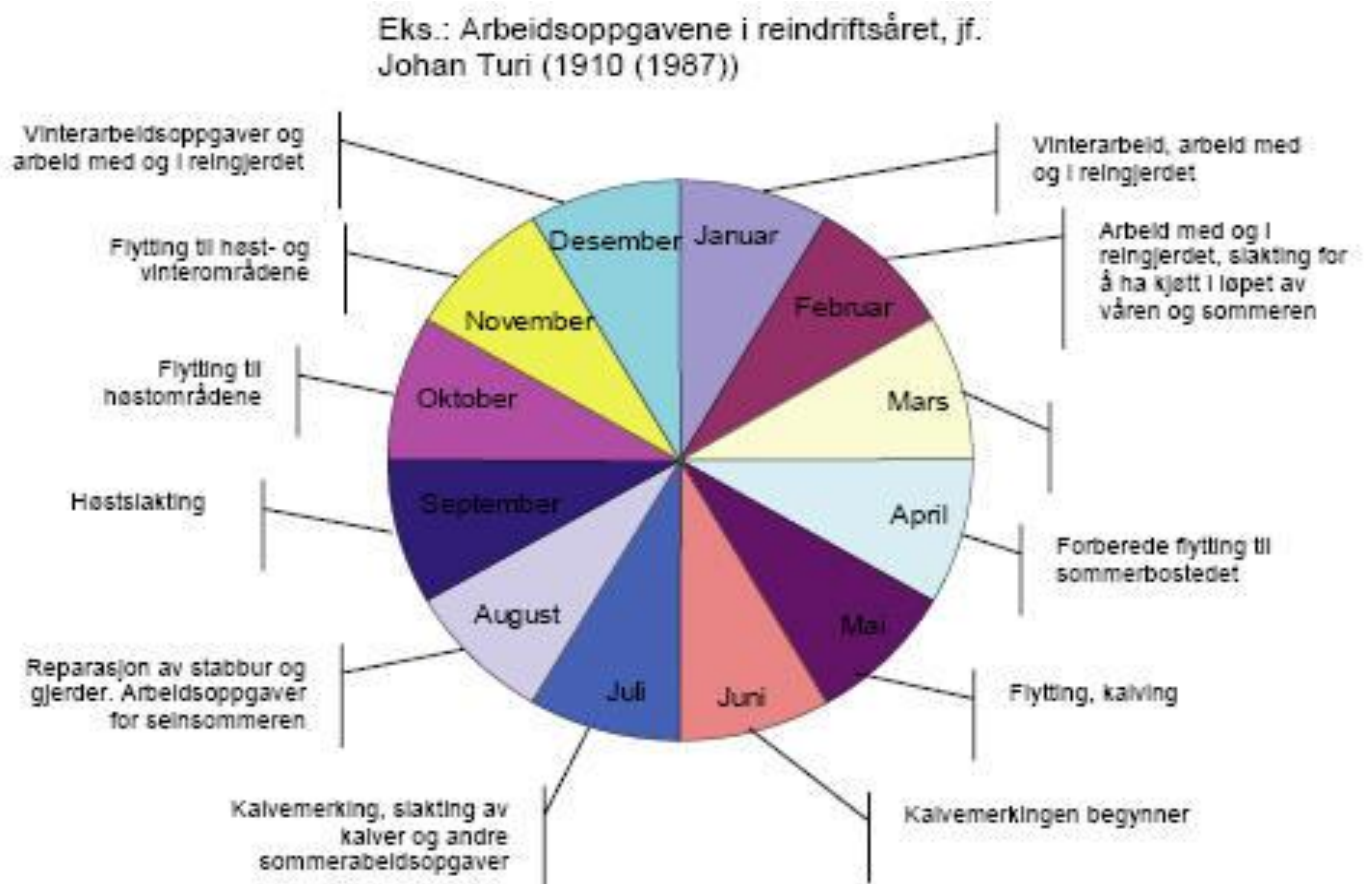 Eks.: Arbeidsoppgavene i reindriftsåret, jf.
Johan Turi (1910 (1987))
Vinterarbeid, arbeid med
og i reingjerdet
Arbeid med og i
reingjerdet, slakting for
å ha kjøtt i løpet av
våren og sommeren
Forberede flytting til
sommerbostedet
Flytting, kalving
Kalvemerkingen begynner
Kalvemerking, slakting av
kalver og andre
sommerabeidsopgaver
Reparasjon av stabbur og
gjerder. Arbeidsoppgaver
for seinsommeren
Høstslakting
Flytting til
høstområdene
Flytting til høst- og
vinterområdene
Vinterarbeidsoppgaver og
arbeid med og i reingjerdet
Januar
Februar
Mars
April
Mai
Juni
Juli
August
September
Oktober
November
Desember